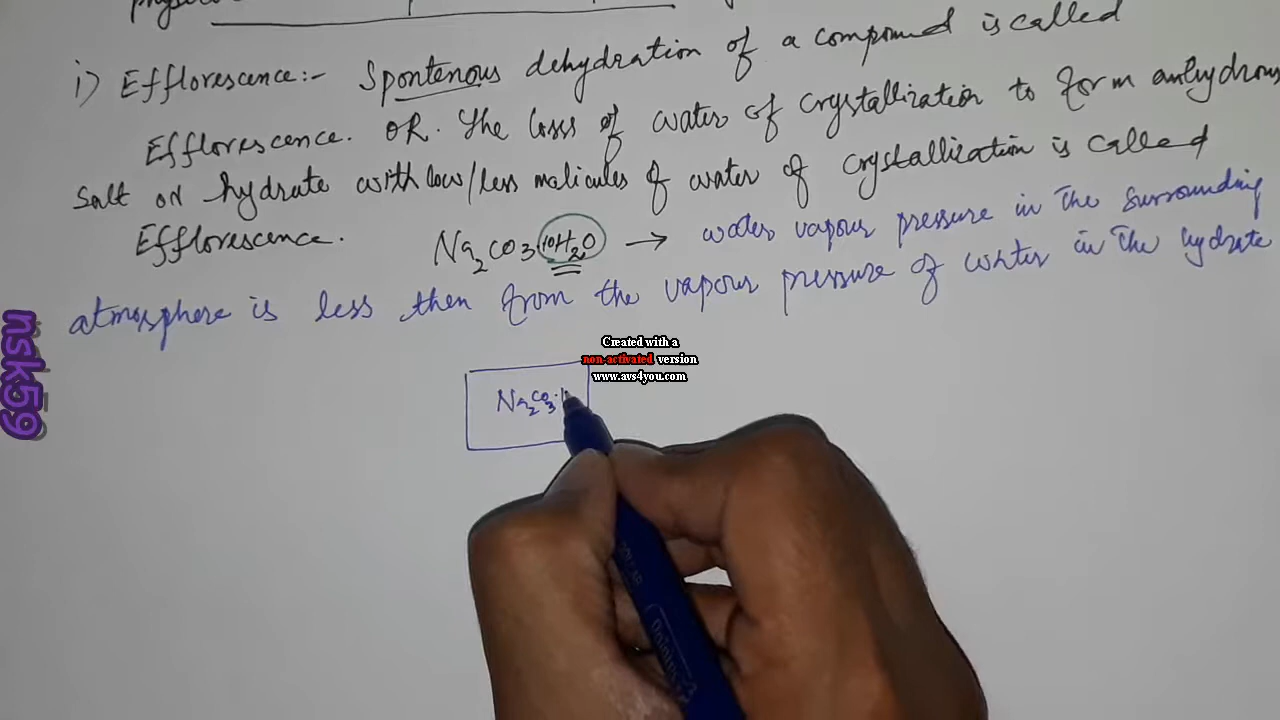 i) Efflorescence:- Spontenous dehydration of a compound is called
Efflorescence. OR. The loses of water of crystallization to form anhydrous
Salt or hydrate with low/less malicules of water of crystallization is called
Efflorescence. Na2CO3 10H2O → water vapour pressure in the surrounding
atmosphere is less then from the vapour pressure of water in the hydrate
nsk59
Created with a
non-activated version
www.avs4you.com
Na2CO3.